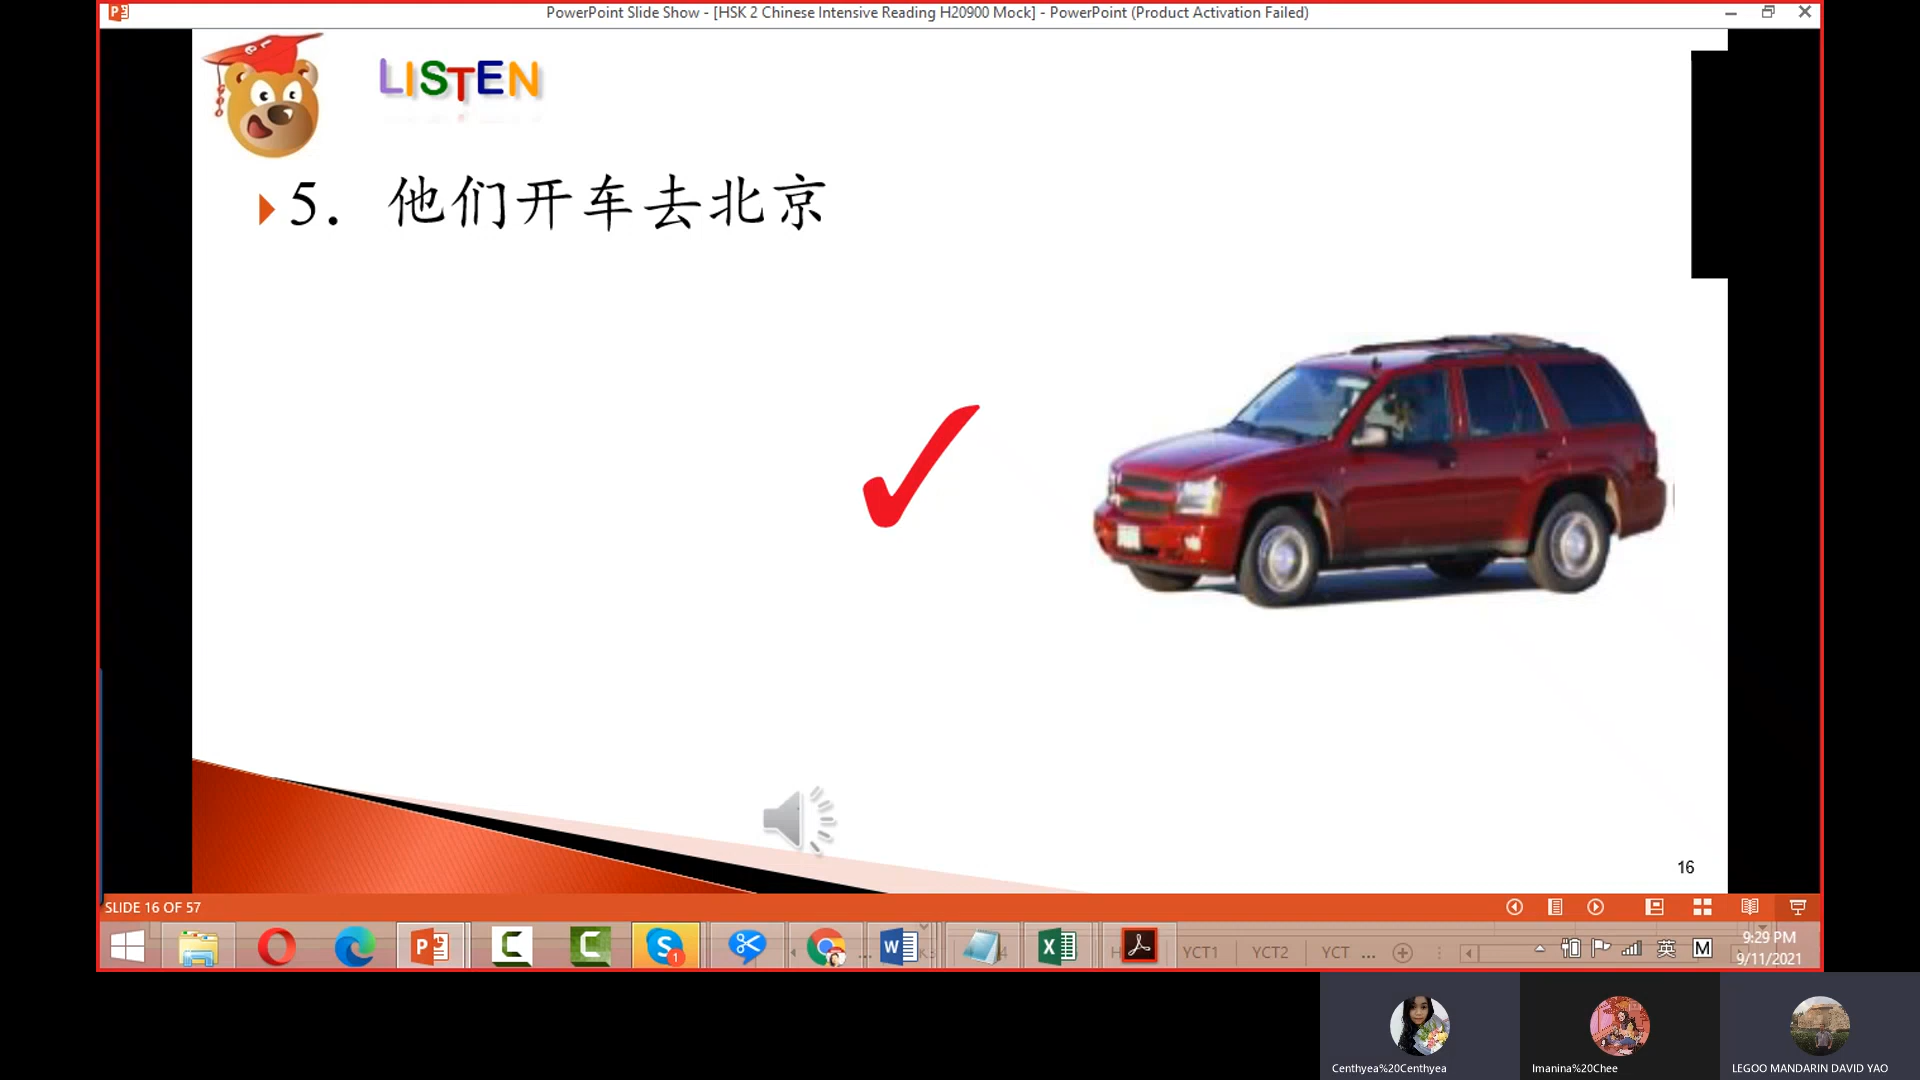 PowerPoint Slide Show - [HSK 2 Chinese Intensive Reading H20900 Mock] - PowerPoint (Product Activation Failed)
LISTEN
5. 他们开车去北京
16
SLIDE 16 OF 57
1
YCT1 YCT2 YCT ...
英 M
9:29 PM
9/11/2021
Centhyea%20Centhyea
Imanina%20Chee
LEGOO MANDARIN DAVID YAO